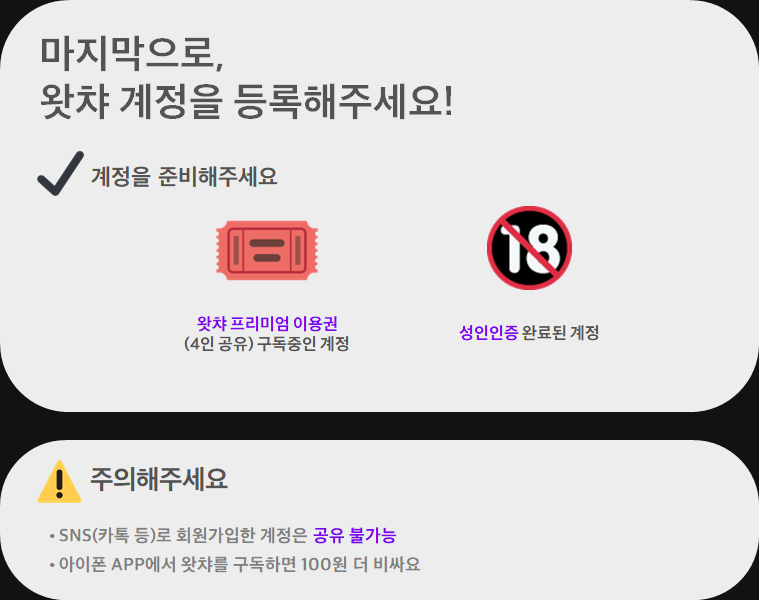 마지막으로,
왓챠 계정을 등록해주세요!
계정을 준비해주세요
18
왓챠 프리미엄 이용권
(4인 공유) 구독중인 계정
성인인증 완료된 계정
주의해주세요
• SNS(카톡 등)로 회원가입한 계정은 공유 불가능
• 아이폰 APP에서 왓챠를 구독하면 100원 더 비싸요